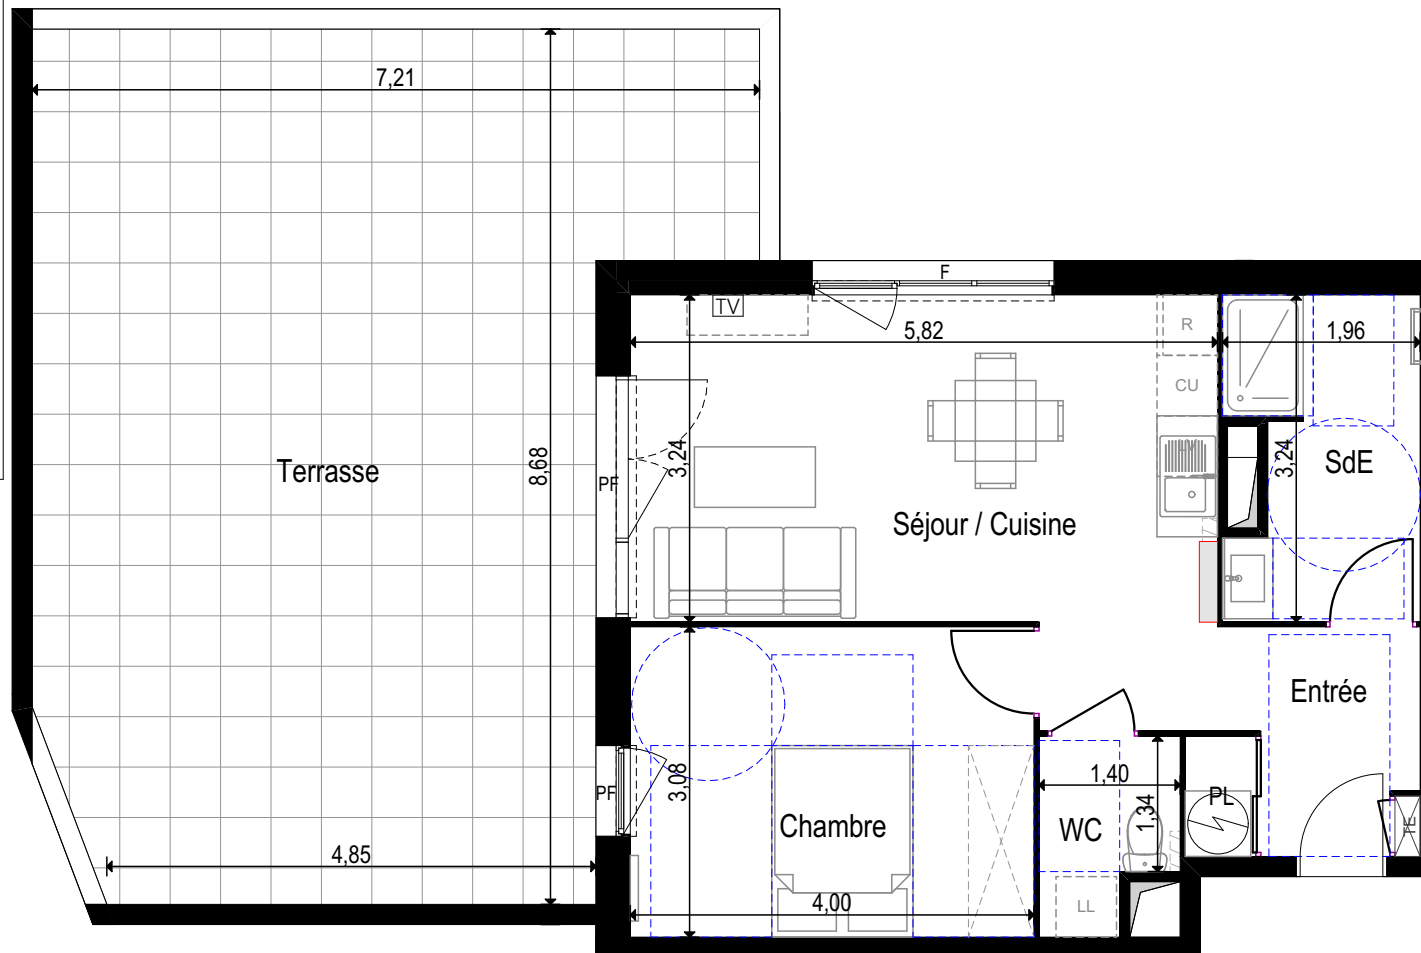 7,21
F
TV
R
5,82
1,96
CU
LV
3,24
3,24
SdE
Terrasse
8,68
PF
Séjour / Cuisine
Entrée
3,08
1,40
PF
PL
1,34
Chambre
WC
TE
4,85
4,00
LL